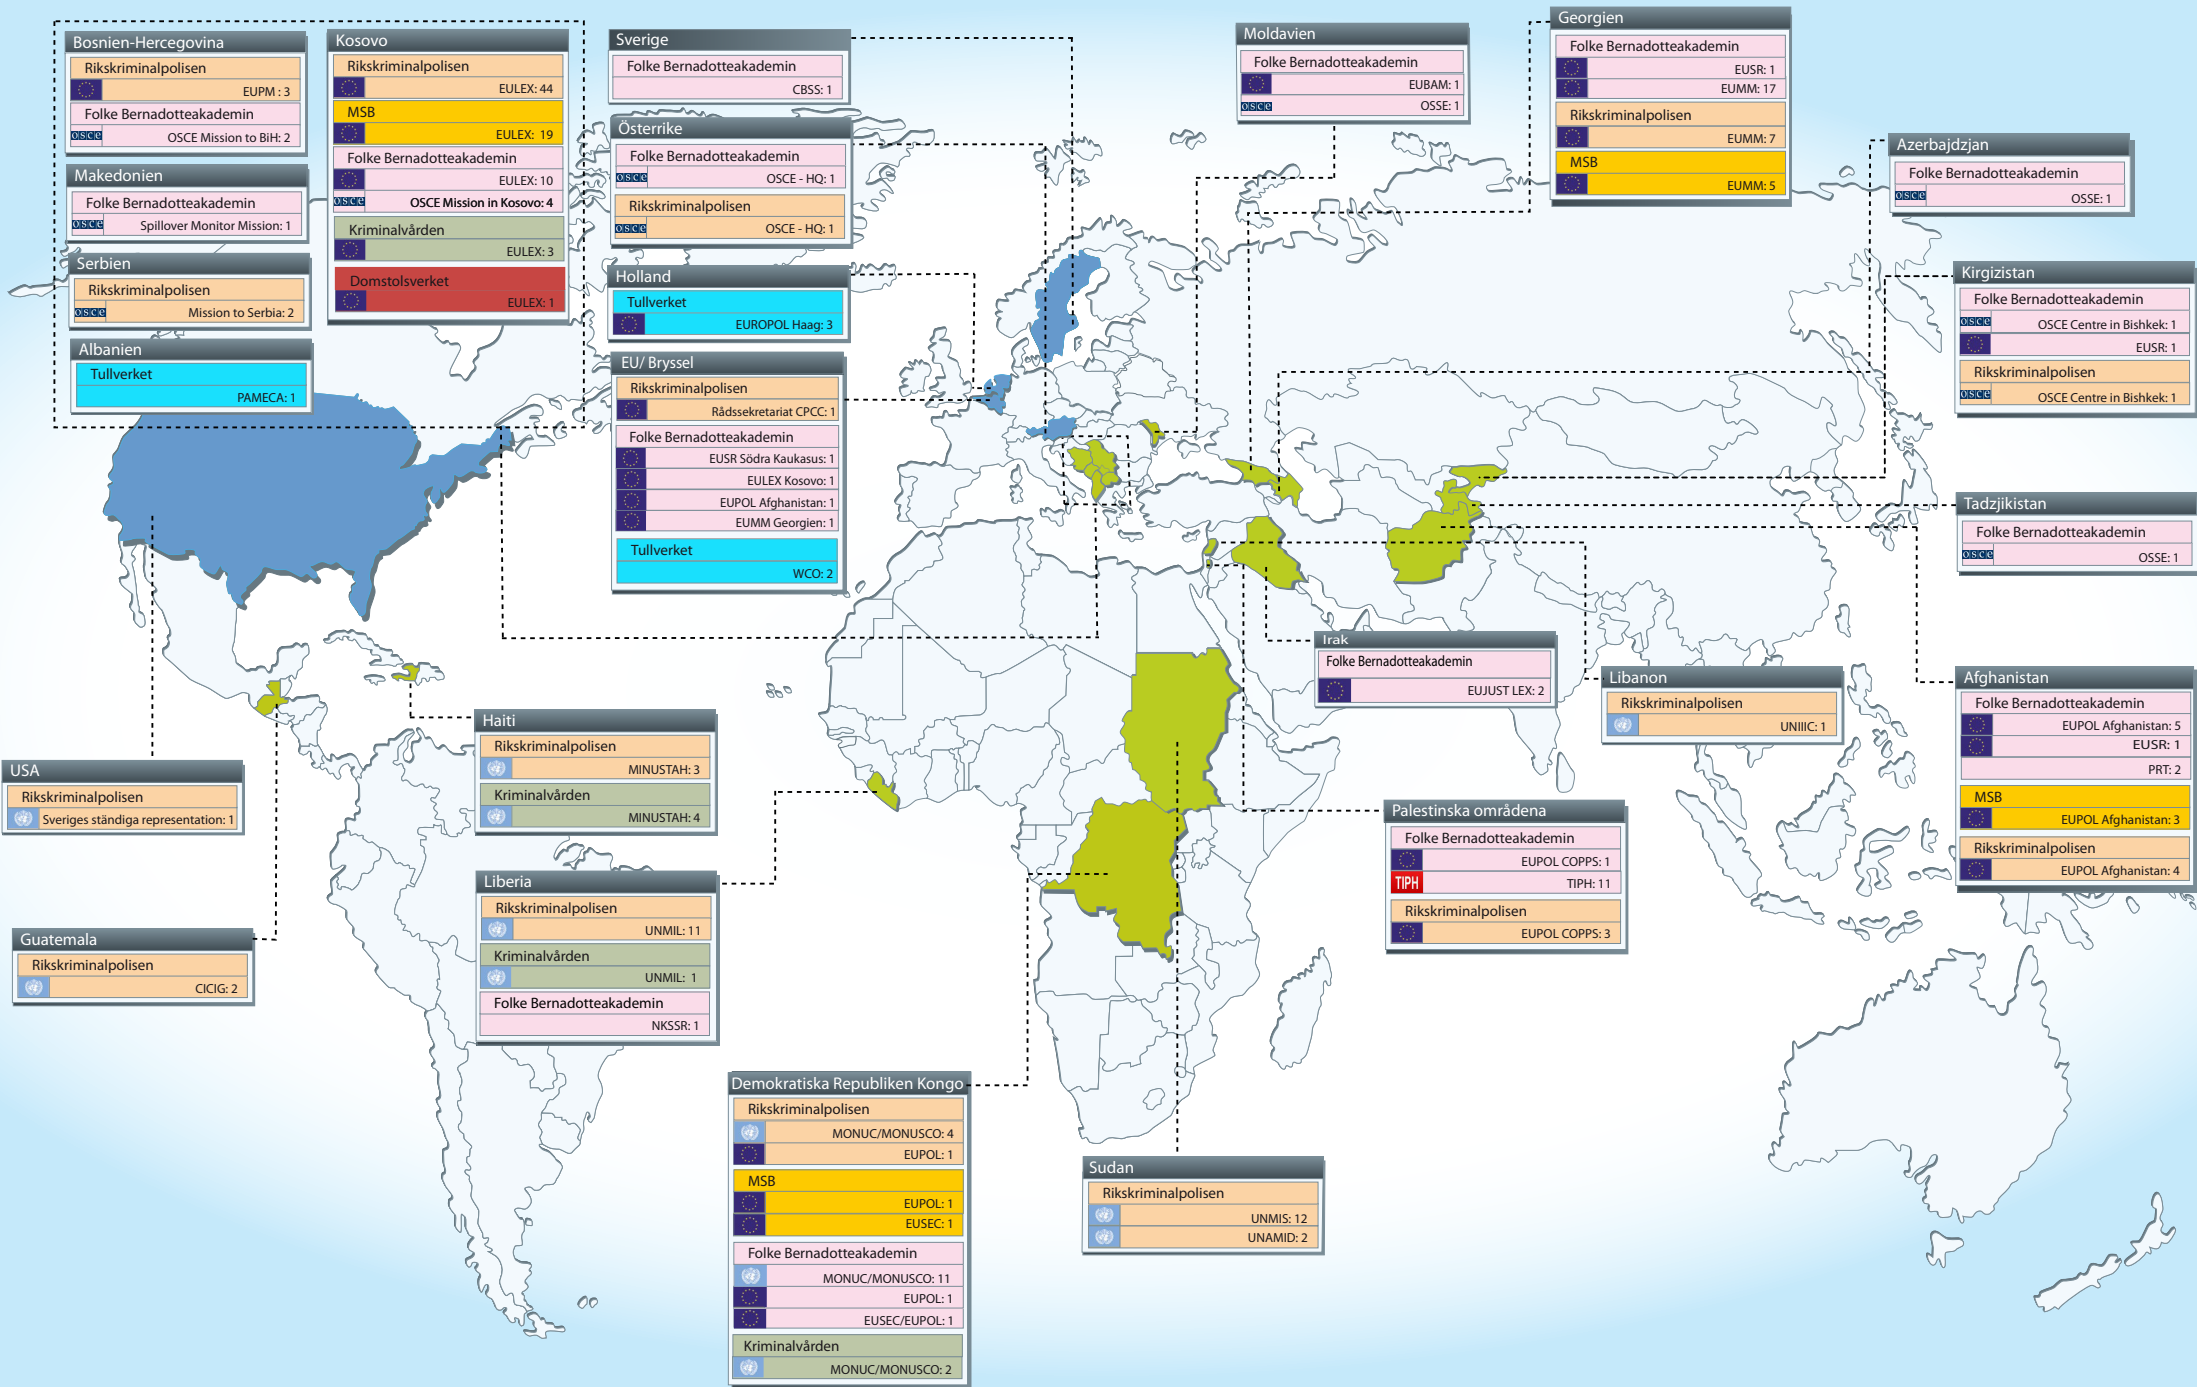 Bosnien-Hercegovina
Rikskriminalpolisen
EUPM : 3
Folke Bernadotteakademin
osce OSCE Mission to BiH: 2
Makedonien
Folke Bernadotteakademin
osce Spillover Monitor Mission: 1
Serbien
Rikskriminalpolisen
osce Mission to Serbia: 2
Albanien
Tullverket
PAMECA: 1
Kosovo
Rikskriminalpolisen
EULEX: 44
MSB
EULEX: 19
Folke Bernadotteakademin
EULEX: 10
osce OSCE Mission in Kosovo: 4
Kriminalvården
EULEX: 3
Domstolsverket
EULEX: 1
Sverige
Folke Bernadotteakademin
CBSS: 1
Österrike
Folke Bernadotteakademin
osce OSCE - HQ: 1
Rikskriminalpolisen
osce OSCE - HQ: 1
Holland
Tullverket
EUROPOL Haag: 3
EU/ Bryssel
Rikskriminalpolisen
Rådssekretariat CPCC: 1
Folke Bernadotteakademin
EUSR Södra Kaukasus: 1
EULEX Kosovo: 1
EUPOL Afghanistan: 1
EUMM Georgien: 1
Tullverket
WCO: 2
Moldavien
Folke Bernadotteakademin
EUBAM: 1
osce OSSE: 1
Georgien
Folke Bernadotteakademin
EUSR: 1
EUMM: 17
Rikskriminalpolisen
EUMM: 7
MSB
EUMM: 5
Azerbajdzjan
Folke Bernadotteakademin
osce OSSE: 1
Kirgizistan
Folke Bernadotteakademin
osce OSCE Centre in Bishkek: 1
EUSR: 1
Rikskriminalpolisen
osce OSCE Centre in Bishkek: 1
Tadzjikistan
Folke Bernadotteakademin
osce OSSE: 1
Irak
Folke Bernadotteakademin
EUJUST LEX: 2
Libanon
Rikskriminalpolisen
UNIIIC: 1
Afghanistan
Folke Bernadotteakademin
EUPOL Afghanistan: 5
EUSR: 1
PRT: 2
MSB
EUPOL Afghanistan: 3
Rikskriminalpolisen
EUPOL Afghanistan: 4
USA
Rikskriminalpolisen
Sveriges ständiga representation: 1
Haiti
Rikskriminalpolisen
MINUSTAH: 3
Kriminalvården
MINUSTAH: 4
Palestinska områdena
Folke Bernadotteakademin
EUPOL COPPS: 1
TIPH TIPH: 11
Rikskriminalpolisen
EUPOL COPPS: 3
Liberia
Rikskriminalpolisen
UNMIL: 11
Kriminalvården
UNMIL: 1
Folke Bernadotteakademin
NKSSR: 1
Guatemala
Rikskriminalpolisen
CICIG: 2
Demokratiska Republiken Kongo
Rikskriminalpolisen
MONUC/MONUSCO: 4
EUPOL: 1
MSB
EUPOL: 1
EUSEC: 1
Folke Bernadotteakademin
MONUC/MONUSCO: 11
EUPOL: 1
EUSEC/EUPOL: 1
Kriminalvården
MONUC/MONUSCO: 2
Sudan
Rikskriminalpolisen
UNMIS: 12
UNAMID: 2